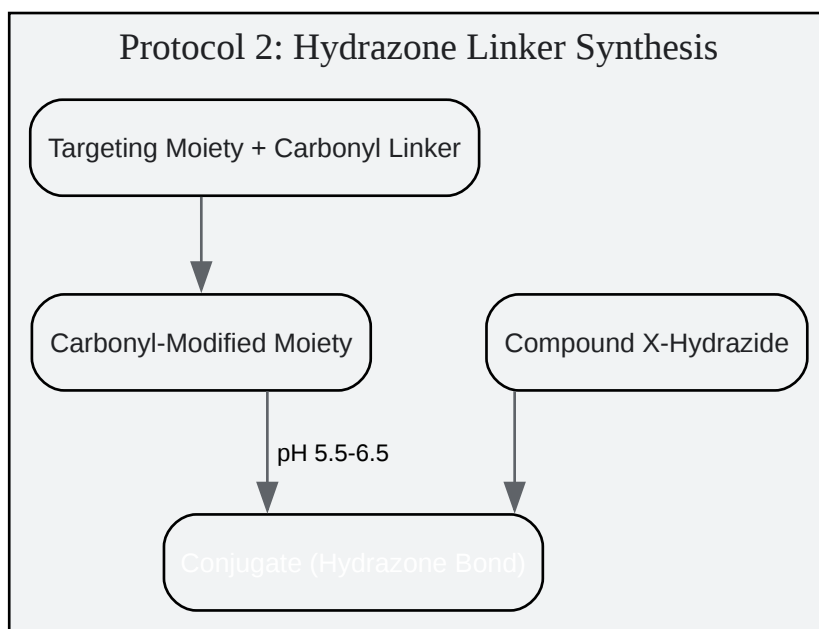 Protocol 2: Hydrazone Linker Synthesis
Targeting Moiety + Carbonyl Linker
Carbonyl-Modified Moiety
Compound X-Hydrazide
pH 5.5-6.5
Conjugate (Hydrazone Bond)